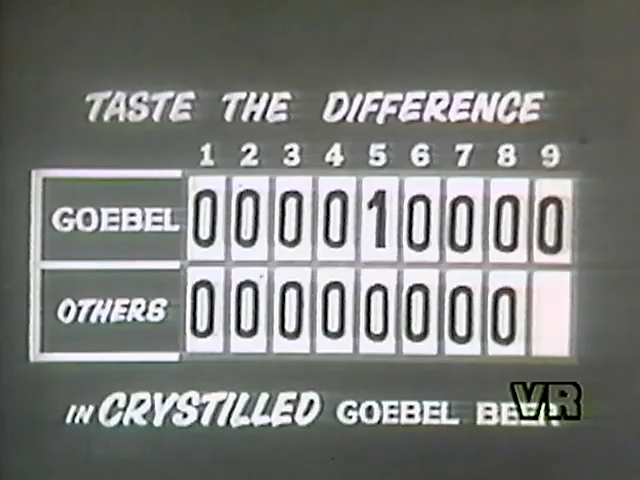 TASTE THE DIFFERENCE
1 2 3 4 5 6 7 8 9
GOEBEL 0 0 0 0 1 0 0 0 0
OTHERS 0 0 0 0 0 0 0 0
IN CRYSTILLED GOEBEL BEER
VR